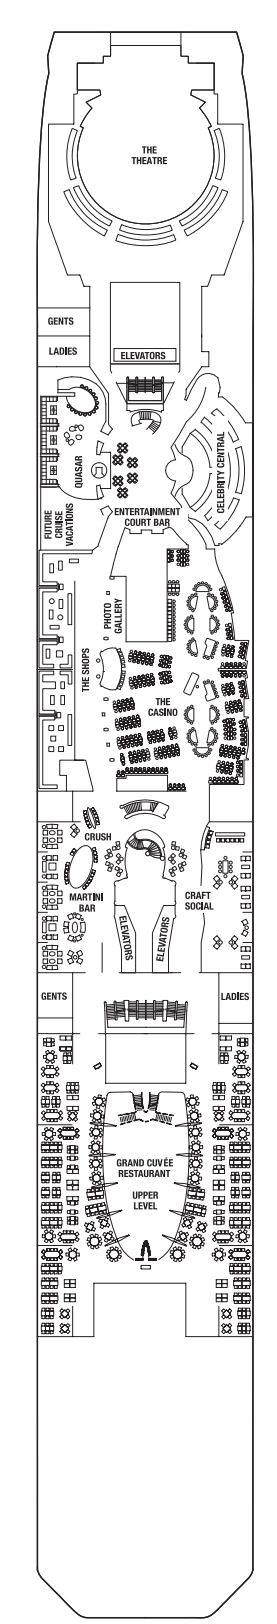 THE
THEATRE
GENTS
LADIES
ELEVATORS
QUASAR
CELEBRITY CENTRAL
FUTURE
CRUISE
VACATIONS
ENTERTAINMENT
COURT BAR
PHOTO
GALLERY
THE SHOPS
THE
CASINO
CRUSH
MARTINI
BAR
CRAFT
SOCIAL
ELEVATORS
ELEVATORS
GENTS
LADIES
GRAND CUVÉE
RESTAURANT
UPPER
LEVEL